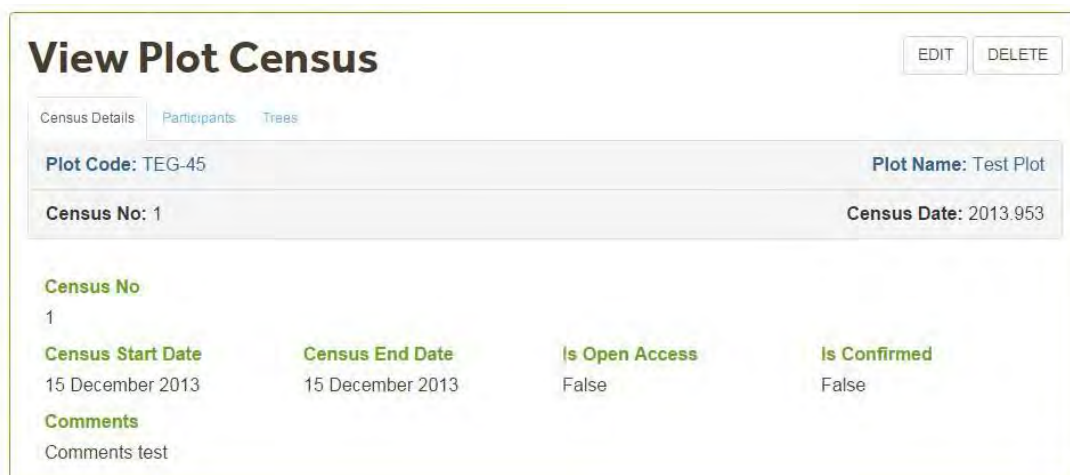 View Plot Census
EDIT DELETE
Census Details Participants Trees
Plot Code: TEG-45 Plot Name: Test Plot
Census No: 1 Census Date: 2013.953
Census No
1
Census Start Date Census End Date Is Open Access Is Confirmed
15 December 2013 15 December 2013 False False
Comments
Comments test